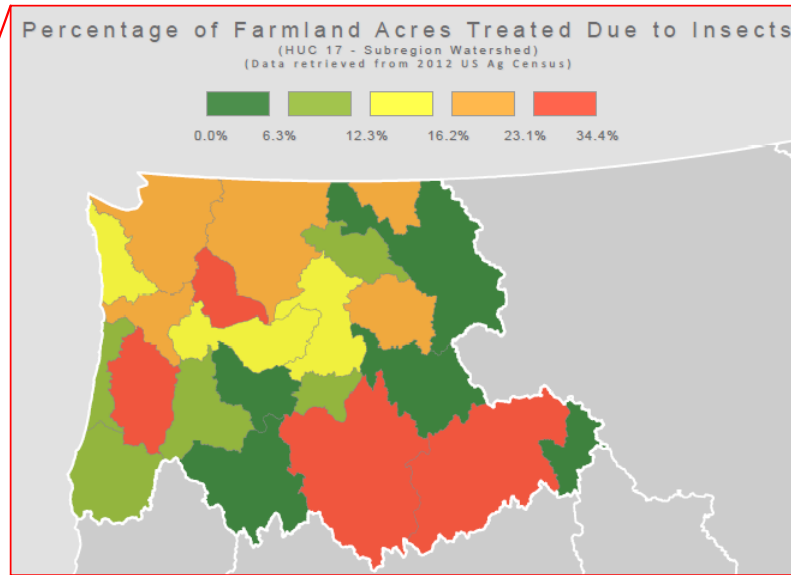 Percentage of Farmland Acres Treated Due to Insects
(HUC 17 - Subregion Watershed)
(Data retrieved from 2012 US Ag Census)
0.0% 6.3% 12.3% 16.2% 23.1% 34.4%